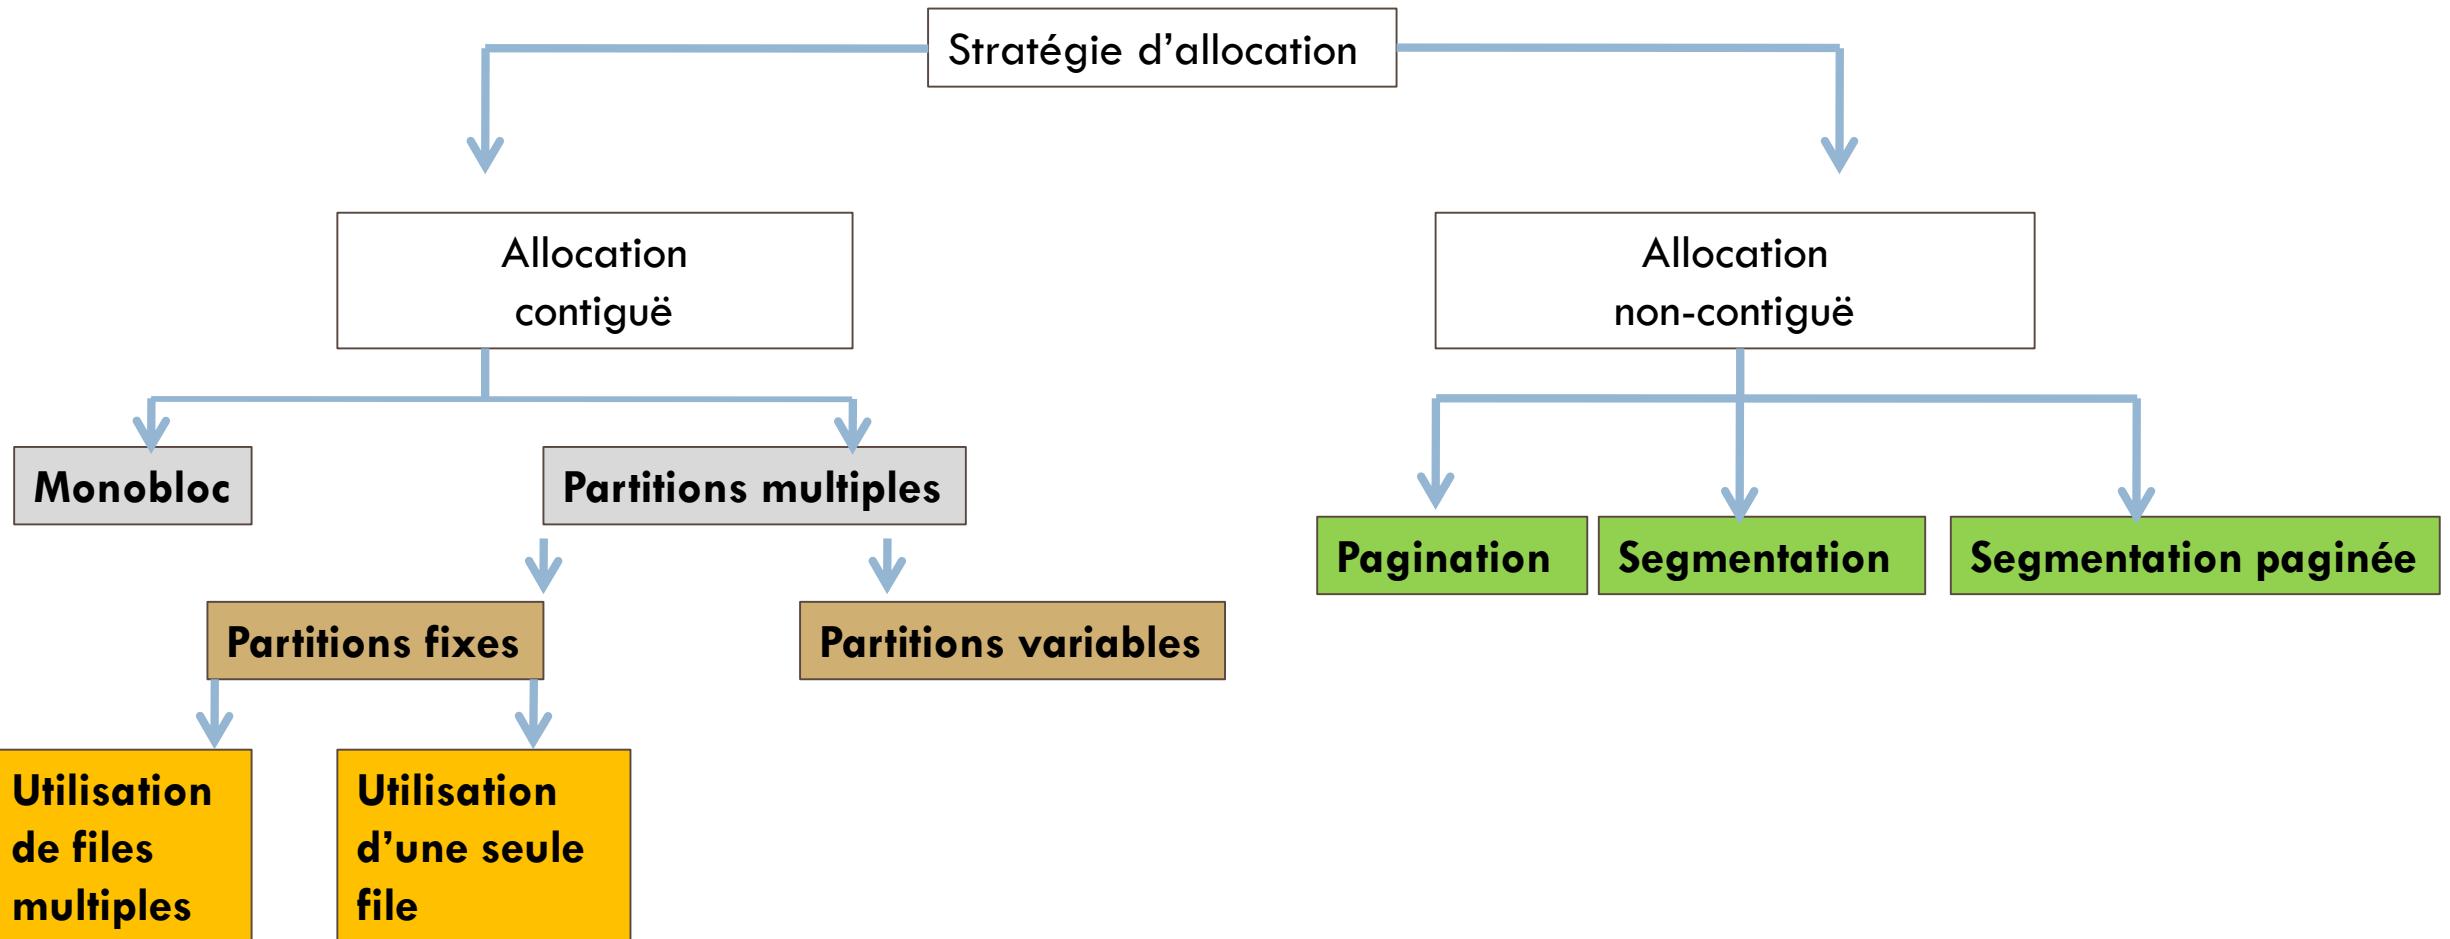 Stratégie d'allocation
Allocation
contiguë
Allocation
non-contiguë
Monobloc
Partitions multiples
Pagination
Segmentation
Segmentation paginée
Partitions fixes
Partitions variables
Utilisation
de files
multiples
Utilisation
d'une seule
file